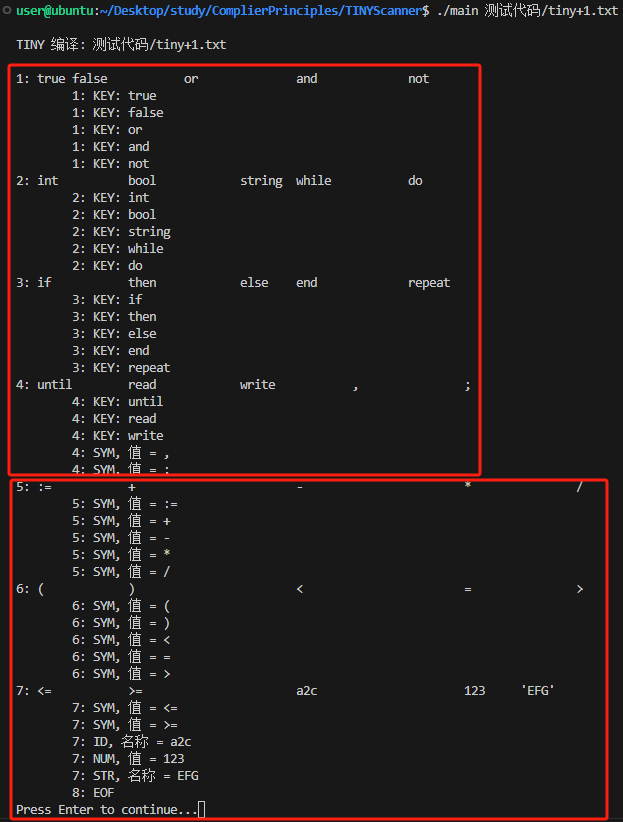 user@ubuntu:~/Desktop/study/ComplierPrinciples/TINYScanner$ ./main 测试代码/tiny+1.txt
TINY 编译: 测试代码/tiny+1.txt
1: true false or and not
1: KEY: true
1: KEY: false
1: KEY: or
1: KEY: and
1: KEY: not
2: int bool string while do
2: KEY: int
2: KEY: bool
2: KEY: string
2: KEY: while
2: KEY: do
3: if then else end repeat
3: KEY: if
3: KEY: then
3: KEY: else
3: KEY: end
3: KEY: repeat
4: until read write , ;
4: KEY: until
4: KEY: read
4: KEY: write
4: SYM, 值 = ,
4: SYM, 值 = ;
5: := + - * /
5: SYM, 值 = :=
5: SYM, 值 = +
5: SYM, 值 = -
5: SYM, 值 = *
5: SYM, 值 = /
6: ( ) < = >
6: SYM, 值 = (
6: SYM, 值 = )
6: SYM, 值 = <
6: SYM, 值 = =
6: SYM, 值 = >
7: <= >= a2c 123 'EFG'
7: SYM, 值 = <=
7: SYM, 值 = >=
7: ID, 名称 = a2c
7: NUM, 值 = 123
7: STR, 名称 = EFG
8: EOF
Press Enter to continue...